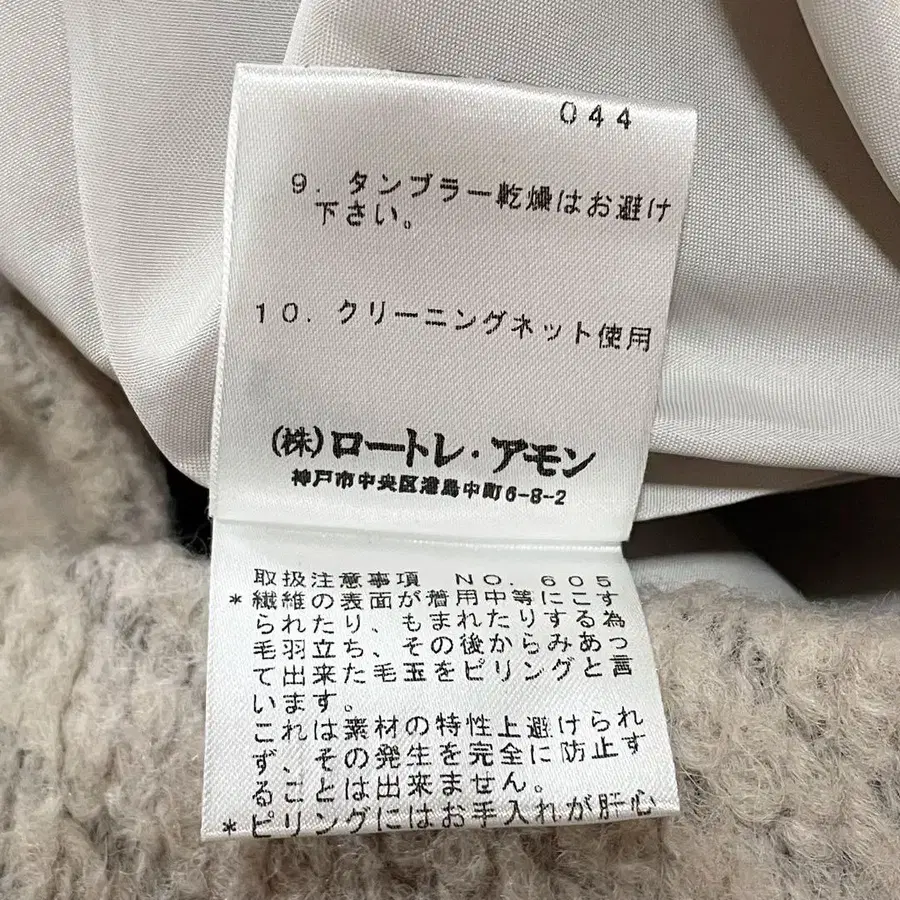 044
9. タンブラー乾燥はお避け
下さい。
10. クリーニングネット使用
(株)ロートレ・アモン
神戸市中央区港島中町6-8-2
取扱注意事項 NO. 605
*繊維の表面が着用中等にこす
られたり、もまれたりする為
毛羽立ち、その後からみあっ
て出来た毛玉をピリングと言
います。
これは素材の特性上避けられ
ず、その発生を完全に防止す
ることは出来ません。
*ピリングにはお手入れが肝心